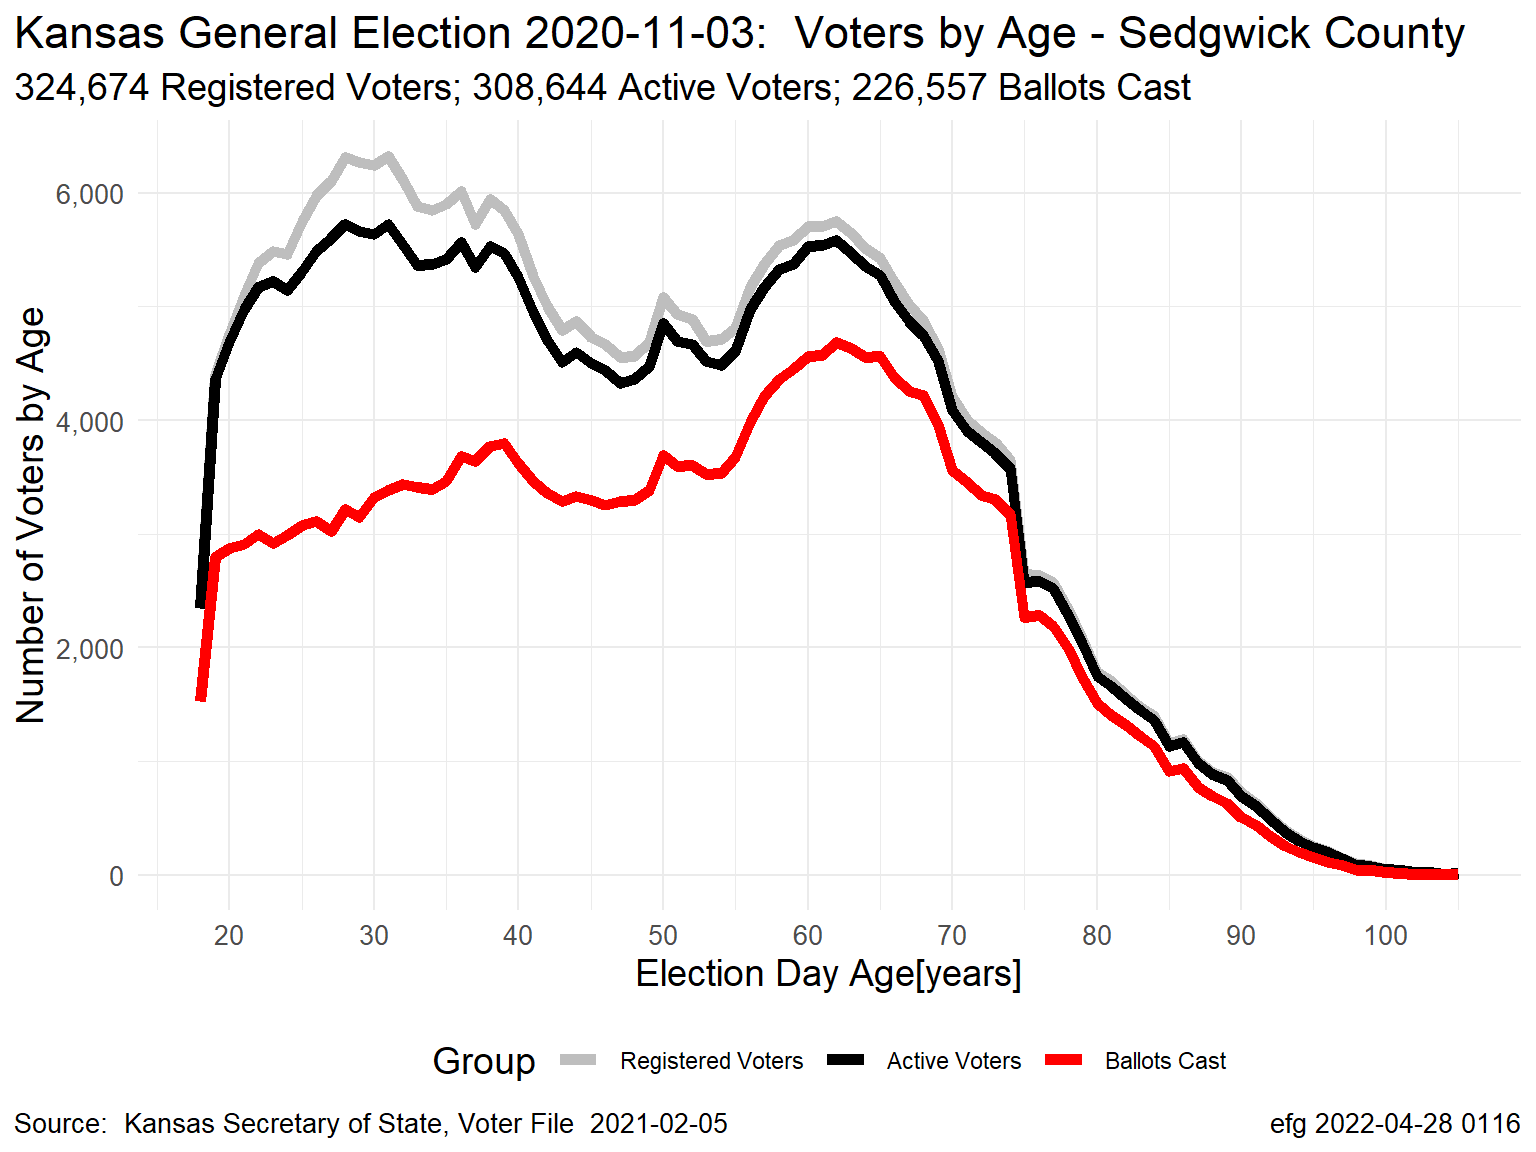 Kansas General Election 2020-11-03:  Voters by Age - Sedgwick County
324,674 Registered Voters; 308,644 Active Voters; 226,557 Ballots Cast
Number of Voters by Age
6,000
4,000
2,000
0
20 30 40 50 60 70 80 90 100
Election Day Age[years]
Group Registered Voters Active Voters Ballots Cast
Source:  Kansas Secretary of State, Voter File  2021-02-05
efg 2022-04-28 0116